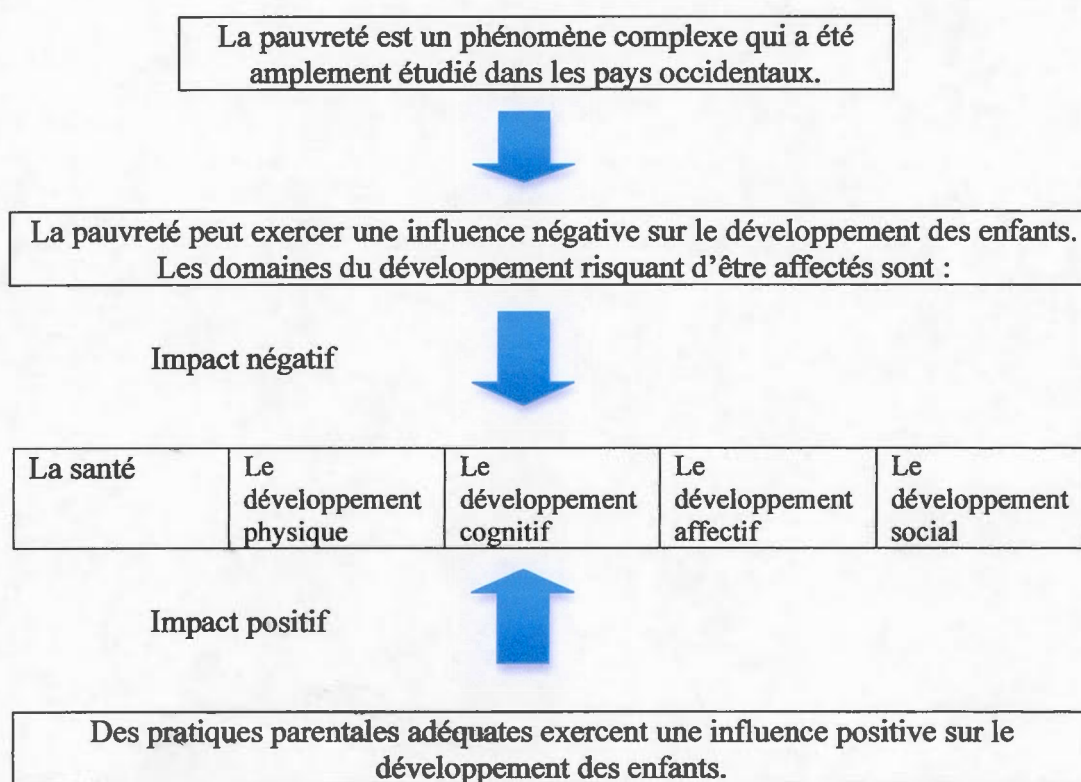 La pauvreté est un phénomène complexe qui a été
amplement étudié dans les pays occidentaux.
La pauvreté peut exercer une influence négative sur le développement des enfants.
Les domaines du développement risquant d'être affectés sont :
Impact négatif
La santé
Le
développement
physique
Le
développement
cognitif
Le
développement
affectif
Le
développement
social
Impact positif
Des pratiques parentales adéquates exercent une influence positive sur le
développement des enfants.